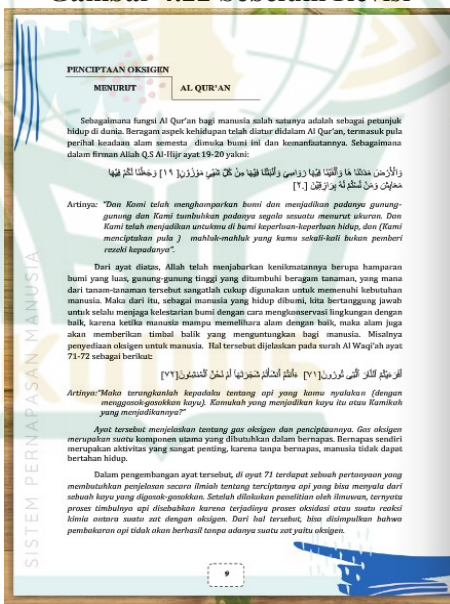 Gambar 4.22 Sebelum Revisi
PENCIPTAAN OKSIGEN
MENURUT AL QUR'AN
Sebagaimana fungsi Al Qur'an bagi manusia salah satunya adalah sebagai petunjuk
hidup di dunia. Beragam aspek kehidupan telah diatur didalam Al Qur'an, termasuk pula
perihal keadaan alam semesta dimuka bumi ini dan kemanfaatannya. Sebagaimana
dalam firman Allah Q.S Al-Hijr ayat 19-20 yakni:
وَالْأَرْضَ مَدَدْنَا هَا وَأَلْقَيْنَا فِيْهَا رَوَاسِيَ وَأَنْبَتْنَا فِيْهَا مِنْ كُلِّ شَيْءٍ مَوْزُوْنٍ[١٩] وَجَعَلْنَا لَكُمْ فِيْهَا
مَعَايِشَ وَمَنْ لَسْتُمْ لَهُ بِرَازِقِيْنَ [٢٠]
Artinya: "Dan Kami telah menghamparkan bumi dan menjadikan padanya gunung-
gunung dan Kami tumbuhkan padanya segala sesuatu menurut ukuran. Dan
Kami telah menjadikan untukmu di bumi keperluan-keperluan hidup, dan (Kami
menciptakan pula ) mahluk-mahluk yang kamu sekali-kali bukan pemberi
rezeki kepadanya".
Dari ayat diatas, Allah telah menjabarkan kenikmatannya berupa hamparan
bumi yang luas, gunung-gunung tinggi yang ditumbuhi beragam tanaman, yang mana
dari tanam-tanaman tersebut sangatlah cukup digunakan untuk memenuhi kebutuhan
manusia. Maka dari itu, sebagai manusia yang hidup dibumi, kita bertanggung jawab
untuk selalu menjaga kelestarian bumi dengan cara mengkonservasi lingkungan dengan
baik, karena ketika manusia mampu memelihara alam dengan baik, maka alam juga
akan memberikan timbal balik yang menguntungkan bagi manusia. Misalnya
penyediaan oksigen untuk manusia. Hal tersebut dijelaskan pada surah Al Waqi'ah ayat
71-72 sebagai berikut:
أَفَرَءَيْتُمُ النَّارَ الَّتِي تُورُونَ[٧١] ءَأَنْتُمْ أَنْشَأْتُمْ شَجَرَتَهَا أَمْ نَحْنُ الْمُنْشِئُونَ[٧٢]
Artinya:"Maka terangkanlah kepadaku tentang api yang kamu nyalakan (dengan
menggosok-gosokkan kayu). Kamukah yang menjadikan kayu itu atau Kamikah
yang menjadikannya?"
Ayat tersebut menjelaskan tentang gas oksigen dan penciptaannya. Gas oksigen
merupakan suatu komponen utama yang dibutuhkan dalam bernapas. Bernapas sendiri
merupakan aktivitas yang sangat penting, karena tanpa bernapas, manusia tidak dapat
bertahan hidup.
Dalam pengembangan ayat tersebut, di ayat 71 terdapat sebuah pertanyaan yang
membutuhkan penjelasan secara ilmiah tentang terciptanya api yang bisa menyala dari
sebuah kayu yang digosok-gosokkan. Setelah dilakukan penelitian oleh ilmuwan, ternyata
proses timbulnya api disebabkan karena terjadinya proses oksidasi atau suatu reaksi
kimia antara suatu zat dengan oksigen. Dari hal tersebut, bisa disimpulkan bahwa
pembakaran api tidak akan berhasil tanpa adanya suatu zat yaitu oksigen.
SISTEM PERNAPASAN MANUSIA
9